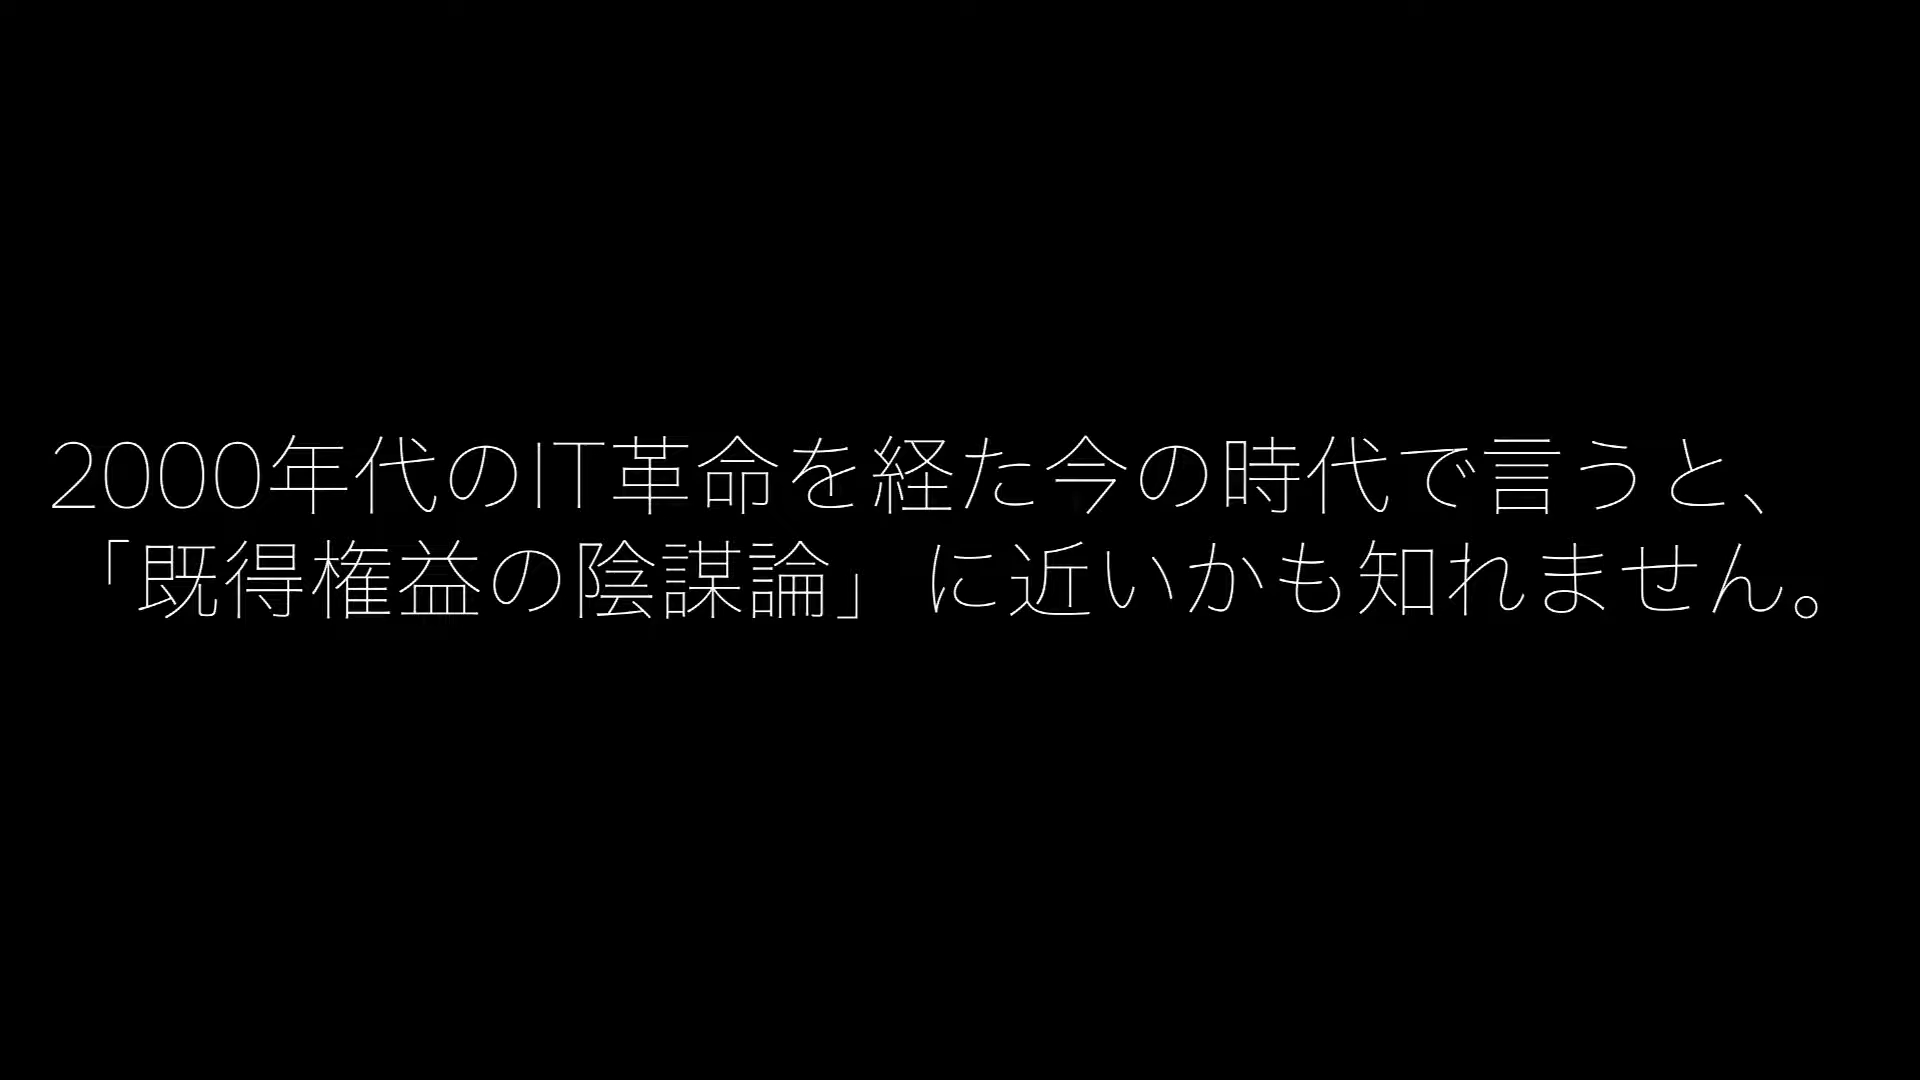 2000年代のIT革命を経た今の時代で言うと、
「既得権益の陰謀論」に近いかも知れません。